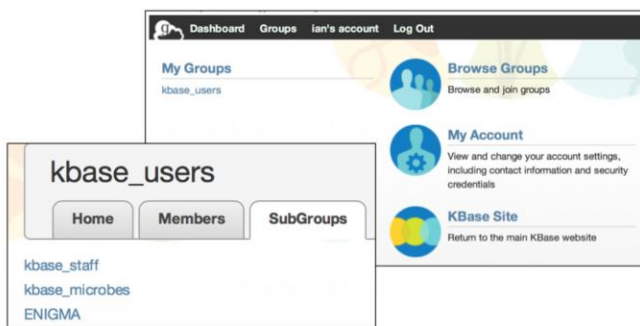 Dashboard Groups ian's account Log Out
My Groups
kbase_users
Browse Groups
Browse and join groups
My Account
View and change your account settings,
including contact information and security
credentials
KBase Site
Return to the main KBase website
kbase_users
Home Members SubGroups
kbase_staff
kbase_microbes
ENIGMA